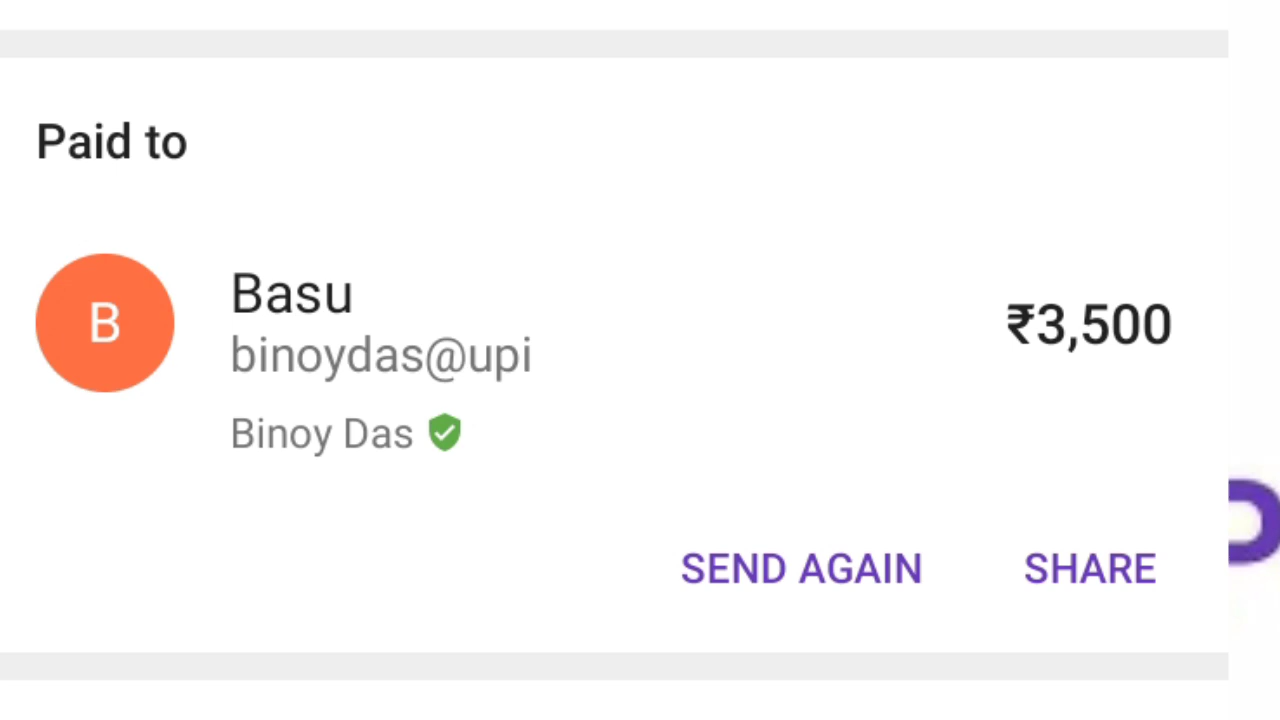 Paid to
B
Basu
binoydas@upi
₹3,500
Binoy Das
SEND AGAIN
SHARE